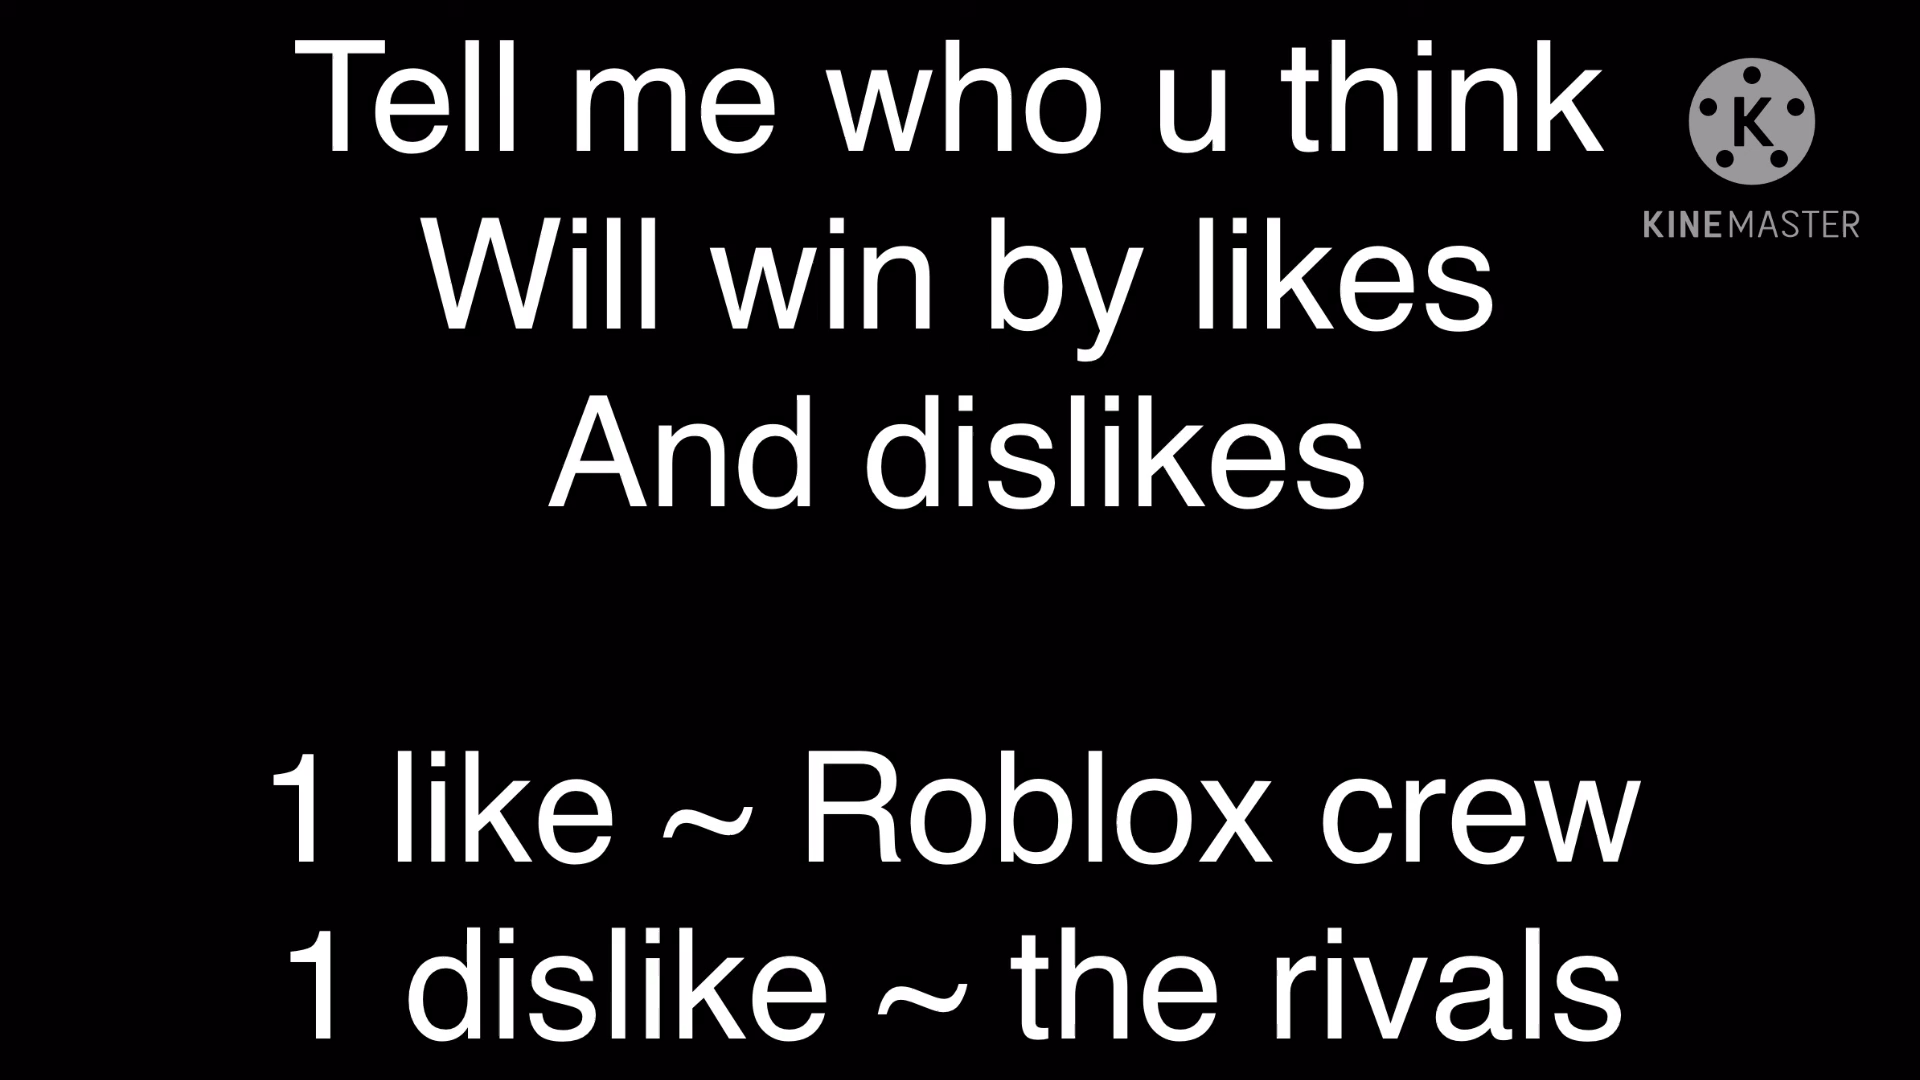 Tell me who u think
Will win by likes
And dislikes
1 like ~ Roblox crew
1 dislike ~ the rivals
K
KINEMASTER